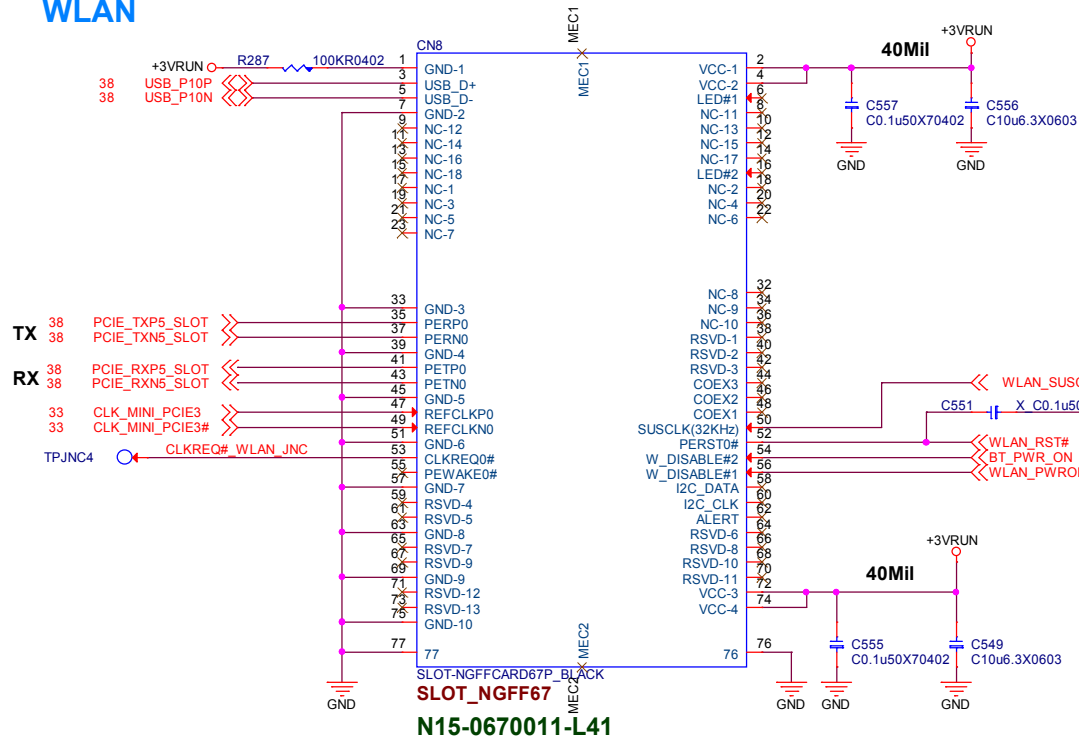 WLAN
MEC1
CN8
+3VRUN R287 100KR0402 1 GND-1
38 USB_P10P 3 USB_D+
38 USB_P10N 5 USB_D-
7 GND-2
9 NC-12
11 NC-14
13 NC-16
15 NC-18
17 NC-1
19 NC-3
21 NC-5
23 NC-7
33 GND-3
TX
38 PCIE_TXP5_SLOT 35 PERP0
38 PCIE_TXN5_SLOT 37 PERN0
39 GND-4
RX
38 PCIE_RXP5_SLOT 41 PETP0
38 PCIE_RXN5_SLOT 43 PETN0
45 GND-5
33 CLK_MINI_PCIE3 47 REFCLKP0
33 CLK_MINI_PCIE3# 49 REFCLKN0
51 GND-6
TPJNC4 CLKREQ#_WLAN_JNC 53 CLKREQ0#
55 PEWAKE0#
57 GND-7
59 RSVD-4
61 RSVD-5
63 GND-8
65 RSVD-7
67 RSVD-9
69 GND-9
71 RSVD-12
73 RSVD-13
75 GND-10
77 77
GND
MEC1
VCC-1 2
VCC-2 4
LED#1 6
NC-11 8
NC-13 10
NC-15 12
NC-17 14
LED#2 16
NC-2 18
NC-4 20
NC-6 22
NC-8 32
NC-9 34
NC-10 36
RSVD-1 38
RSVD-2 40
RSVD-3 42
COEX3 44
COEX2 46
COEX1 48
SUSCLK(32KHz) 50
PERST0# 52
W_DISABLE#2 54
W_DISABLE#1 56
I2C_DATA 58
I2C_CLK 60
ALERT 62
RSVD-6 64
RSVD-8 66
RSVD-10 68
RSVD-11 70
VCC-3 72
VCC-4 74
76 76
MEC2
MEC2
40Mil
+3VRUN
C557
C0.1u50X70402
C556
C10u6.3X0603
GND
GND
WLAN_SUSC
C551 X_C0.1u50
WLAN_RST#
BT_PWR_ON
WLAN_PWRO
+3VRUN
40Mil
C555
C0.1u50X70402
C549
C10u6.3X0603
GND
GND
GND
SLOT-NGFFCARD67P_BLACK
SLOT_NGFF67
N15-0670011-L41